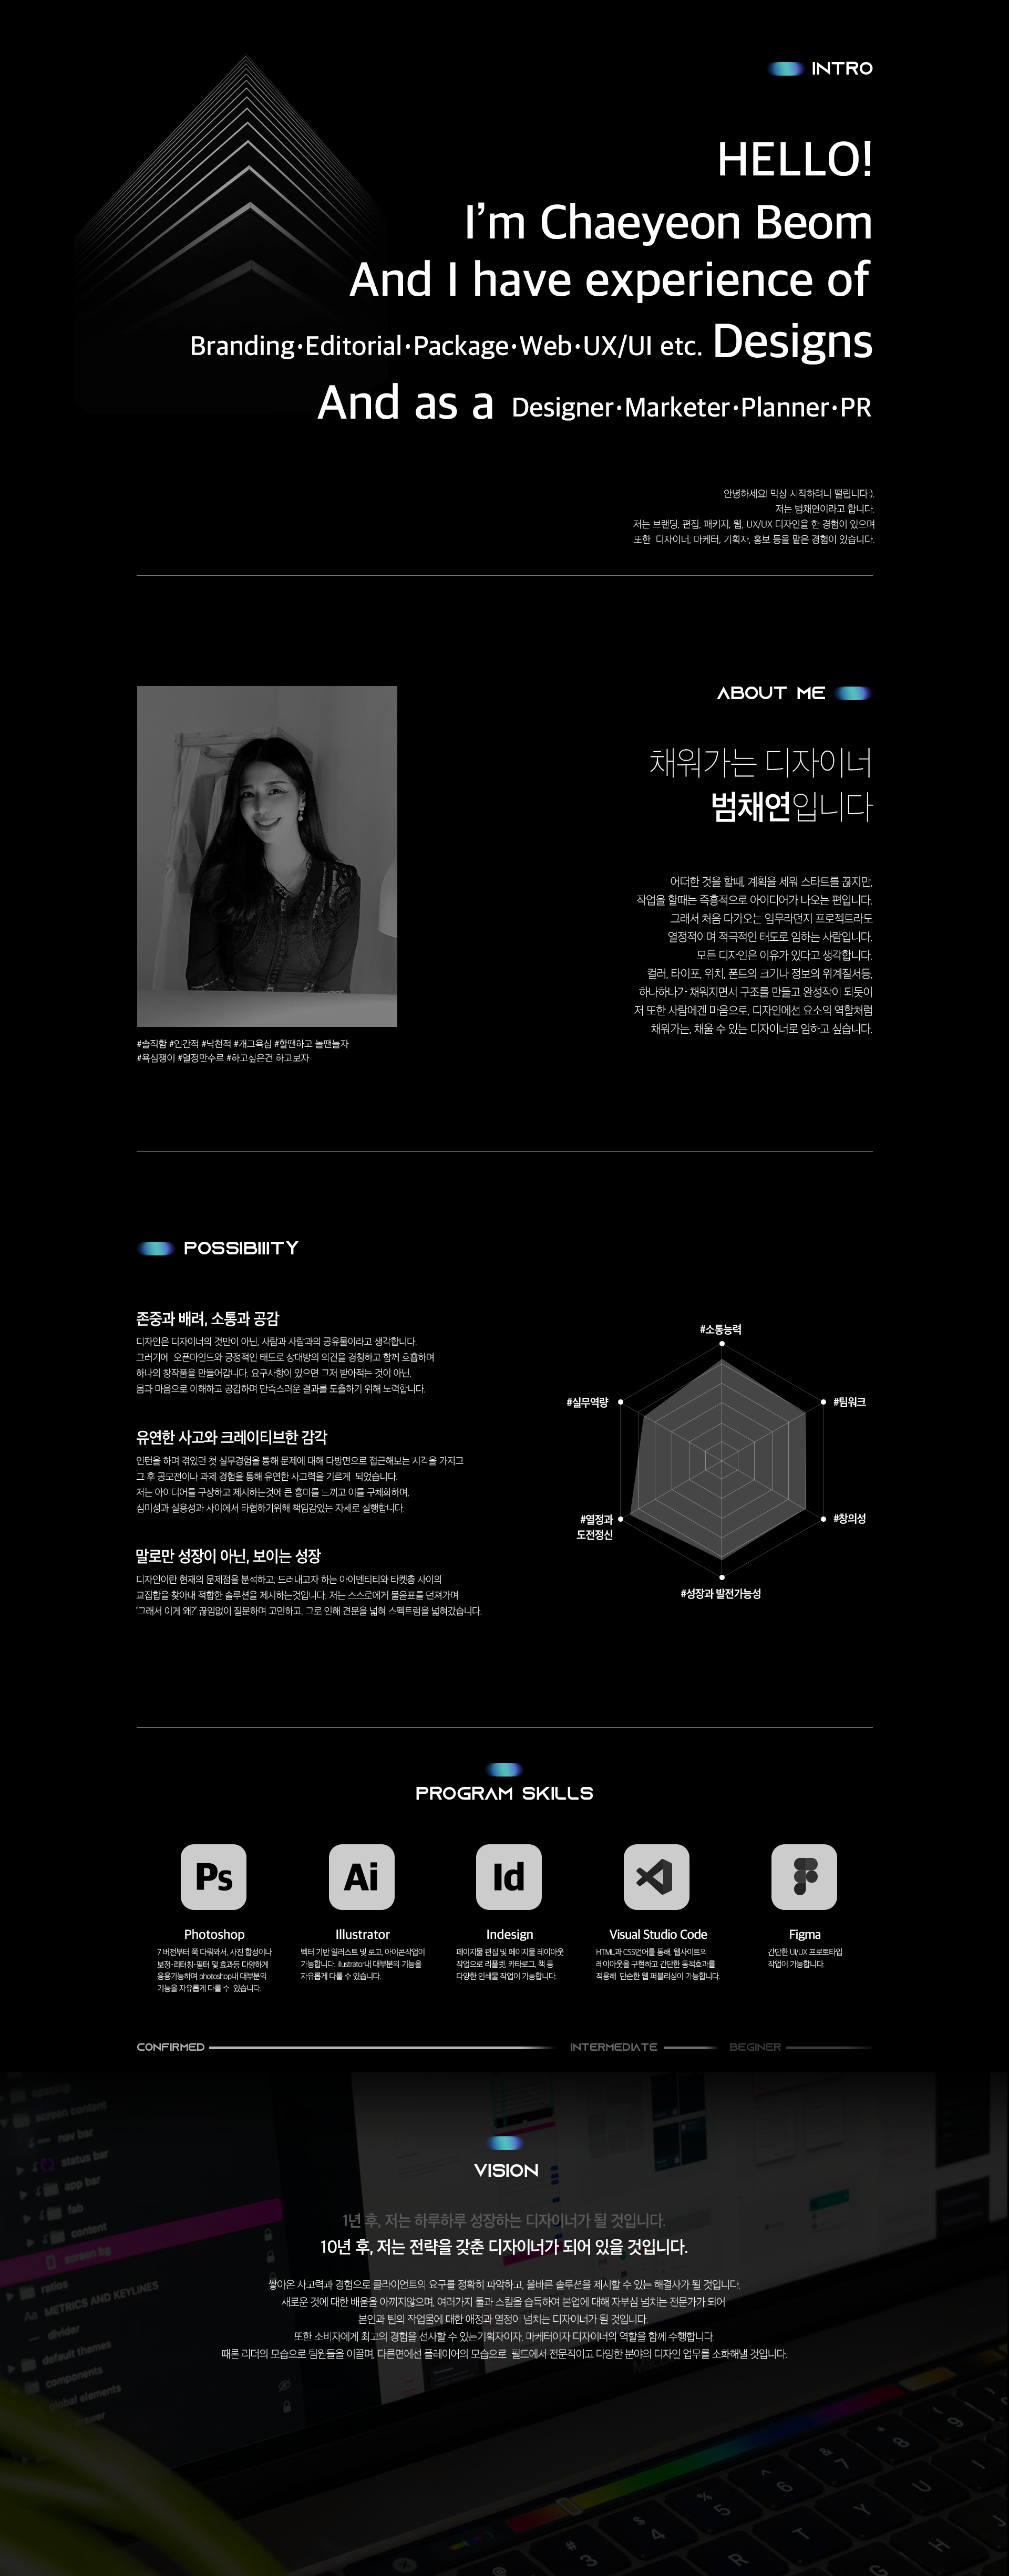 INTRO
HELLO!
I’m Chaeyeon Beom
And I have experience of
Branding·Editorial·Package·Web·UX/UI etc. Designs
And as a Designer·Marketer·Planner·PR
안녕하세요! 막상 시작하려니 떨립니다:).
저는 범채연이라고 합니다.
저는 브랜딩, 편집, 패키지, 웹, UX/UX 디자인을 한 경험이 있으며
또한 디자이너, 마케터, 기획자, 홍보 등을 맡은 경험이 있습니다.
ABOUT ME
채워가는 디자이너
범채연입니다
어떠한 것을 할때, 계획을 세워 스타트를 끊지만,
작업을 할때는 즉흥적으로 아이디어가 나오는 편입니다.
그래서 처음 다가오는 임무라던지 프로젝트라도
열정적이며 적극적인 태도로 임하는 사람입니다.
모든 디자인은 이유가 있다고 생각합니다.
컬러, 타이포, 위치, 폰트의 크기나 정보의 위계질서등,
하나하나가 채워지면서 구조를 만들고 완성작이 되듯이
저 또한 사람에겐 마음으로, 디자인에선 요소의 역할처럼
채워가는, 채울 수 있는 디자이너로 임하고 싶습니다.
#솔직함 #인간적 #낙천적 #개그욕심 #할땐하고 놀땐놀자
#욕심쟁이 #열정만수르 #하고싶은건 하고보자
POSSIBIIITY
존중과 배려, 소통과 공감
디자인은 디자이너의 것만이 아닌, 사람과 사람과의 공유물이라고 생각합니다.
그러기에 오픈마인드와 긍정적인 태도로 상대방의 의견을 경청하고 함께 호흡하며
하나의 창작품을 만들어갑니다. 요구사항이 있으면 그저 받아적는 것이 아닌,
몸과 마음으로 이해하고 공감하며 만족스러운 결과를 도출하기 위해 노력합니다.
유연한 사고와 크레이티브한 감각
인턴을 하며 겪었던 첫 실무경험을 통해 문제에 대해 다방면으로 접근해보는 시각을 가지고
그 후 공모전이나 과제 경험을 통해 유연한 사고력을 기르게 되었습니다.
저는 아이디어를 구상하고 제시하는것에 큰 흥미를 느끼고 이를 구체화하며,
심미성과 실용성과 사이에서 타협하기위해 책임감있는 자세로 실행합니다.
말로만 성장이 아닌, 보이는 성장
디자인이란 현재의 문제점을 분석하고, 드러내고자 하는 아이덴티티와 타켓층 사이의
교집합을 찾아내 적합한 솔루션을 제시하는것입니다. 저는 스스로에게 물음표를 던져가며
‘그래서 이게 왜?’ 끊임없이 질문하며 고민하고, 그로 인해 견문을 넓혀 스펙트럼을 넓혀갔습니다.
#소통능력
#실무역량
#팀워크
#열정과
도전정신
#창의성
#성장과 발전가능성
PROGRAM SKILLS
Ps
Ai
Id
Photoshop
7 버전부터 쭉 다뤄와서, 사진 합성이나
보정·리터칭·필터 및 효과등 다양하게
응용가능하며 photoshop내 대부분의
기능을 자유롭게 다룰 수 있습니다.
Illustrator
벡터 기반 일러스트 및 로고, 아이콘작업이
가능합니다. illustrator내 대부분의 기능을
자유롭게 다룰 수 있습니다.
Indesign
페이지물 편집 및 페이지물 레이아웃
작업으로 리플렛, 카타로그, 책 등
다양한 인쇄물 작업이 가능합니다.
Visual Studio Code
HTML과 CSS언어를 통해, 웹사이트의
레이아웃을 구현하고 간단한 동적효과를
적용해 단순한 웹 퍼블리싱이 가능합니다.
Figma
간단한 UI/UX 프로토타입
작업이 가능합니다.
CONFIRMED
INTERMEDIATE
BEGINER
VISION
1년 후, 저는 하루하루 성장하는 디자이너가 될 것입니다.
10년 후, 저는 전략을 갖춘 디자이너가 되어 있을 것입니다.
쌓아온 사고력과 경험으로 클라이언트의 요구를 정확히 파악하고, 올바른 솔루션을 제시할 수 있는 해결사가 될 것입니다.
새로운 것에 대한 배움을 아끼지않으며, 여러가지 툴과 스킬을 습득하여 본업에 대해 자부심 넘치는 전문가가 되어
본인과 팀의 작업물에 대한 애정과 열정이 넘치는 디자이너가 될 것입니다.
또한 소비자에게 최고의 경험을 선사할 수 있는기획자이자, 마케터이자 디자이너의 역할을 함께 수행합니다.
때론 리더의 모습으로 팀원들을 이끌며, 다른면에선 플레이어의 모습으로 필드에서 전문적이고 다양한 분야의 디자인 업무를 소화해낼 것입니다.
spacing
screen content
nav bar
status bar
app bar
fab
content
screen bg
ratios
Aa METRICS AND KEYLINES
divider
default themes
components
global elements